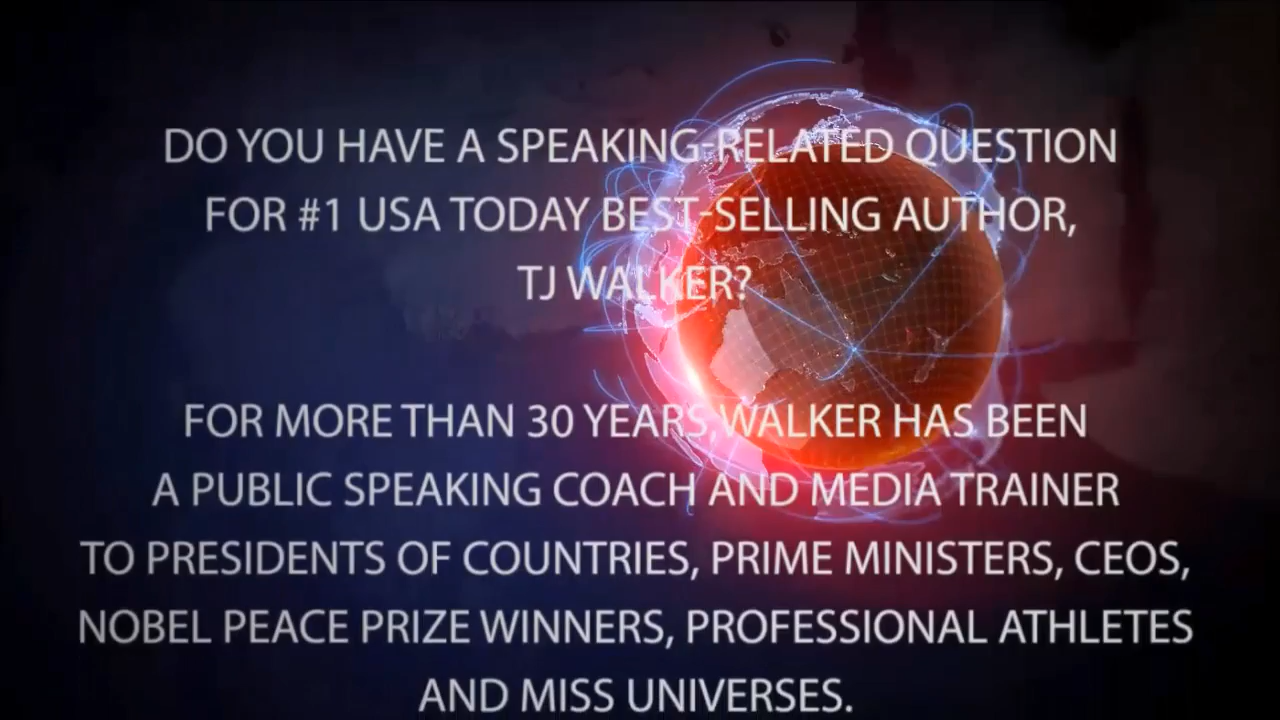 DO YOU HAVE A SPEAKING-RELATED QUESTION
FOR #1 USA TODAY BEST-SELLING AUTHOR,
TJ WALKER?
FOR MORE THAN 30 YEARS, WALKER HAS BEEN
A PUBLIC SPEAKING COACH AND MEDIA TRAINER
TO PRESIDENTS OF COUNTRIES, PRIME MINISTERS, CEOS,
NOBEL PEACE PRIZE WINNERS, PROFESSIONAL ATHLETES
AND MISS UNIVERSES.